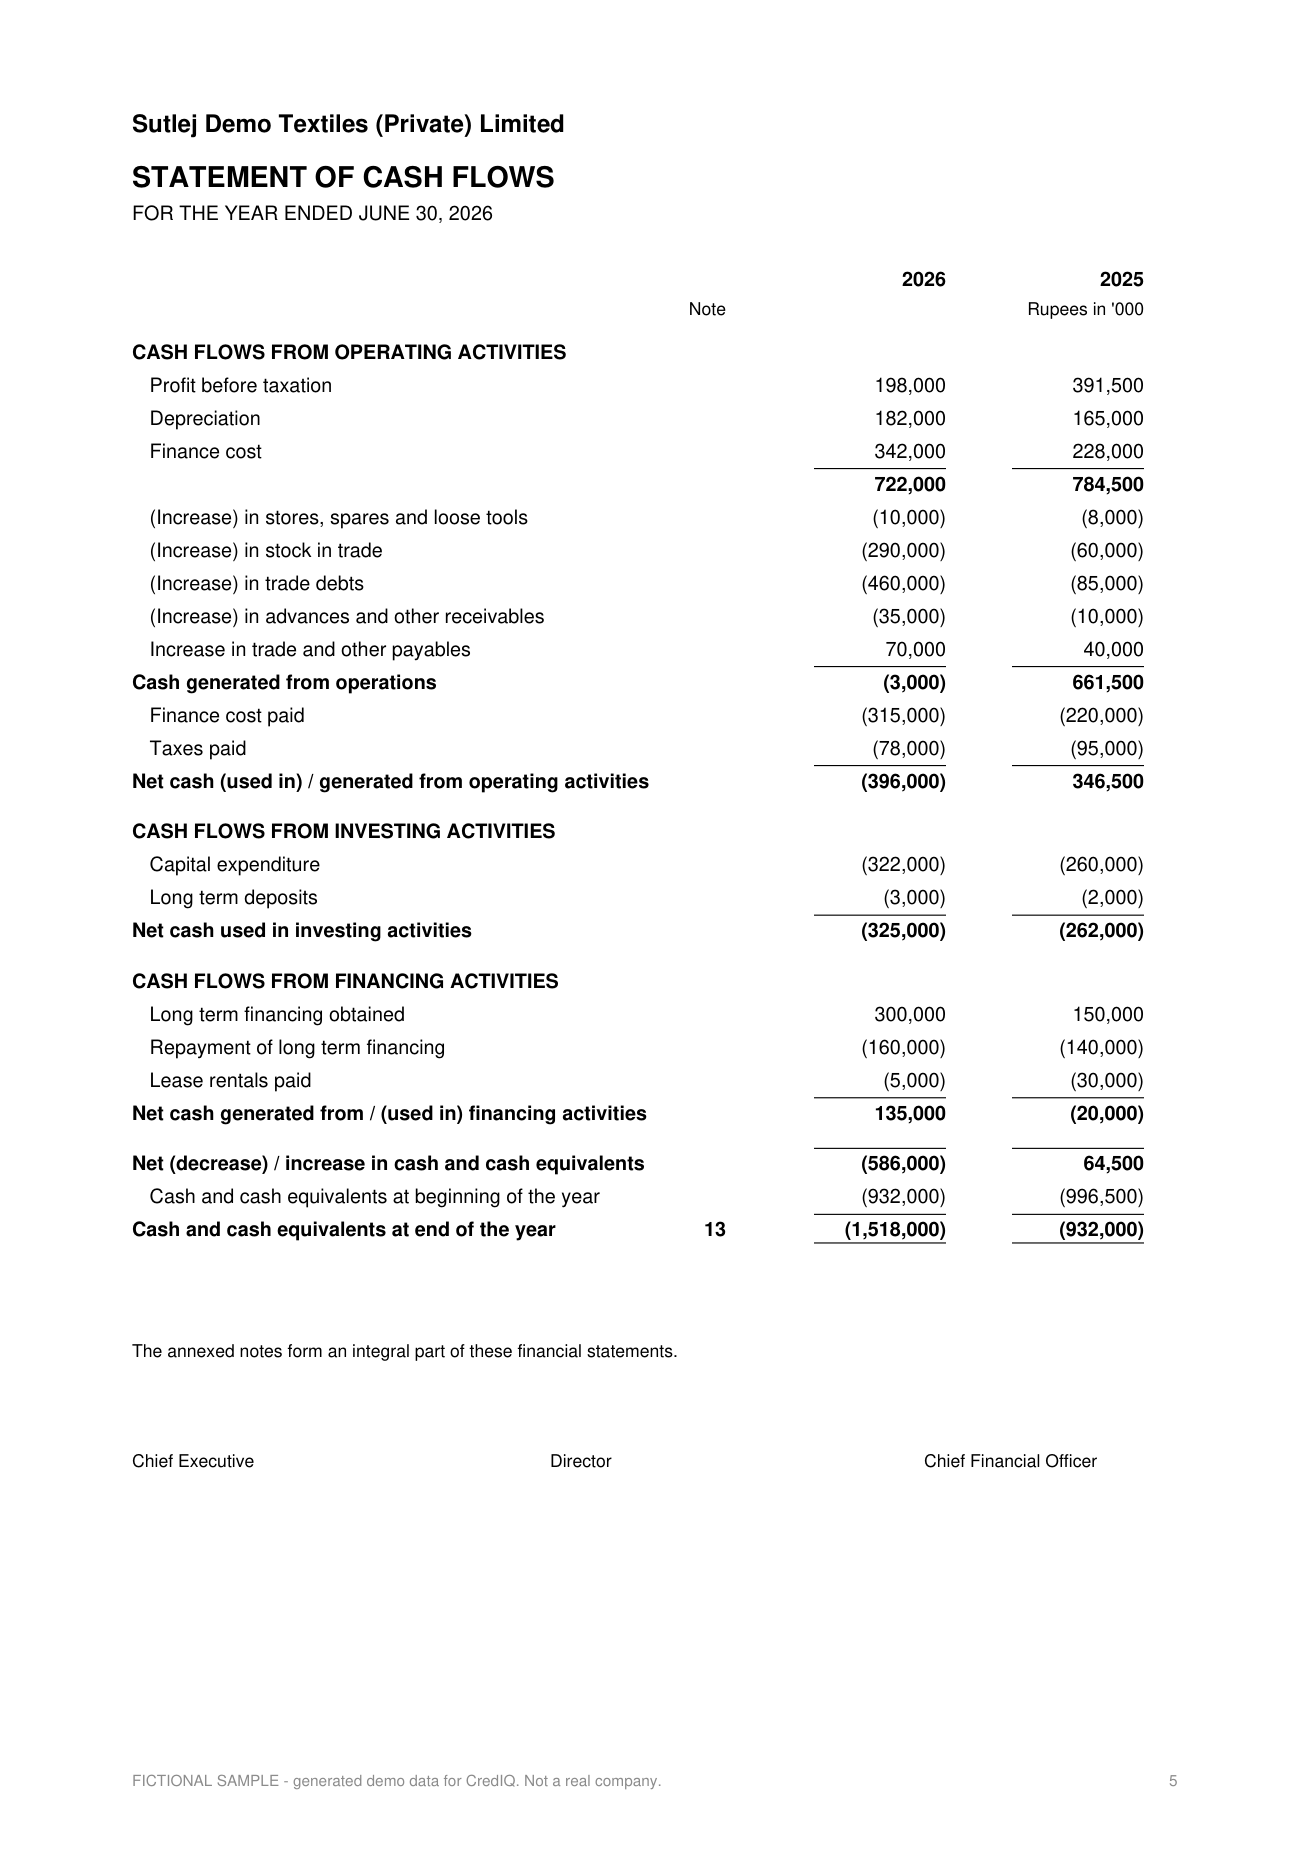 Sutlej Demo Textiles (Private) Limited
STATEMENT OF CASH FLOWS
FOR THE YEAR ENDED JUNE 30, 2026
2026 2025
Note Rupees in '000
CASH FLOWS FROM OPERATING ACTIVITIES
Profit before taxation 198,000 391,500
Depreciation 182,000 165,000
Finance cost 342,000 228,000
722,000 784,500
(Increase) in stores, spares and loose tools (10,000) (8,000)
(Increase) in stock in trade (290,000) (60,000)
(Increase) in trade debts (460,000) (85,000)
(Increase) in advances and other receivables (35,000) (10,000)
Increase in trade and other payables 70,000 40,000
Cash generated from operations (3,000) 661,500
Finance cost paid (315,000) (220,000)
Taxes paid (78,000) (95,000)
Net cash (used in) / generated from operating activities (396,000) 346,500
CASH FLOWS FROM INVESTING ACTIVITIES
Capital expenditure (322,000) (260,000)
Long term deposits (3,000) (2,000)
Net cash used in investing activities (325,000) (262,000)
CASH FLOWS FROM FINANCING ACTIVITIES
Long term financing obtained 300,000 150,000
Repayment of long term financing (160,000) (140,000)
Lease rentals paid (5,000) (30,000)
Net cash generated from / (used in) financing activities 135,000 (20,000)
Net (decrease) / increase in cash and cash equivalents (586,000) 64,500
Cash and cash equivalents at beginning of the year (932,000) (996,500)
Cash and cash equivalents at end of the year 13 (1,518,000) (932,000)
The annexed notes form an integral part of these financial statements.
Chief Executive Director Chief Financial Officer
FICTIONAL SAMPLE - generated demo data for CredIQ. Not a real company. 5